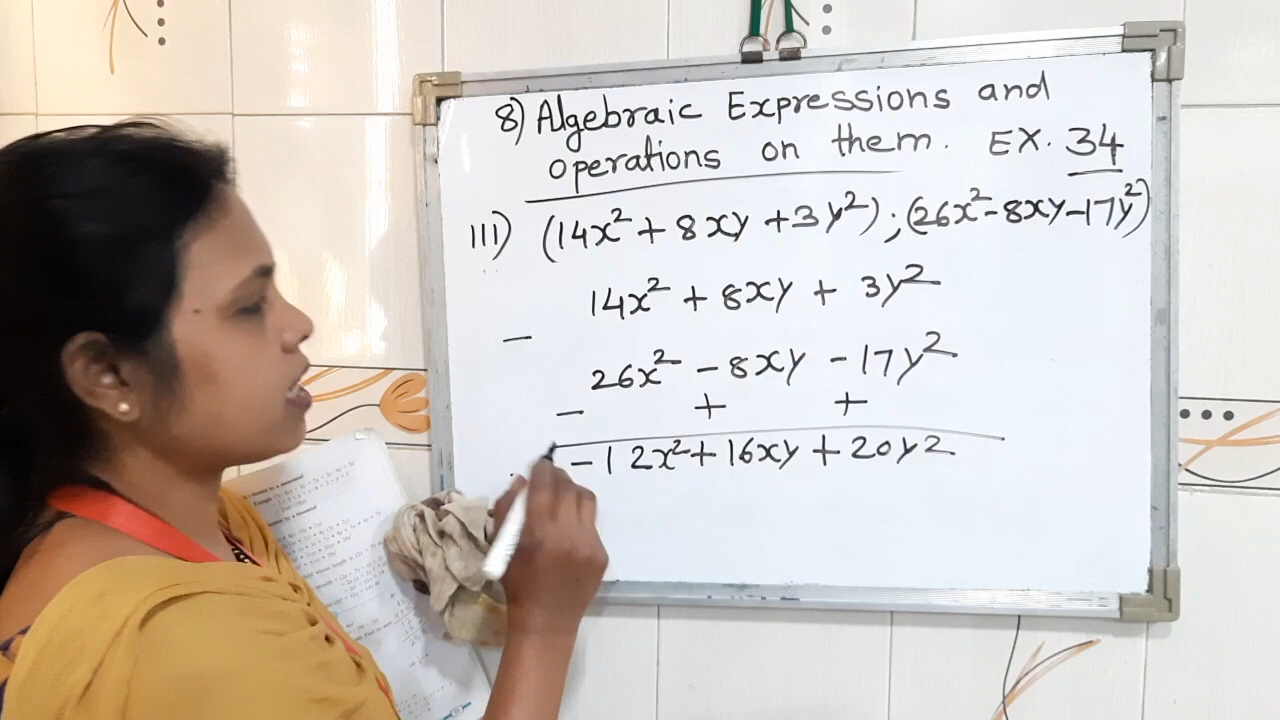 8) Algebraic Expressions and
operations on them. EX. 34
111) (14x² + 8xy + 3y²) ; (26x² - 8xy - 17y²)
14x² + 8xy + 3y²
-
26x² - 8xy - 17y²
- + +
-12x² + 16xy + 20y2